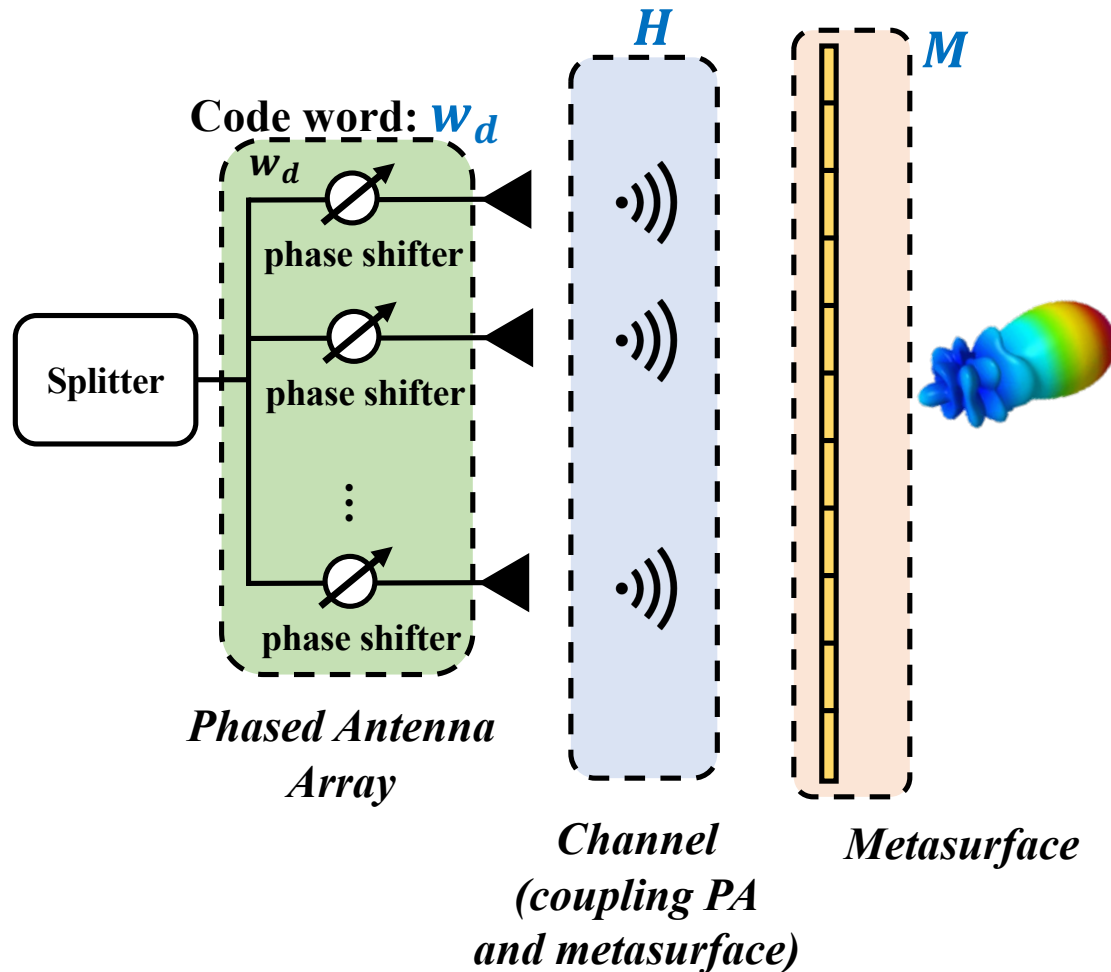 H
M
Code word: w_d
w_d
phase shifter
phase shifter
Splitter
⋮
phase shifter
Phased Antenna
Array
Channel
(coupling PA
and metasurface)
Metasurface